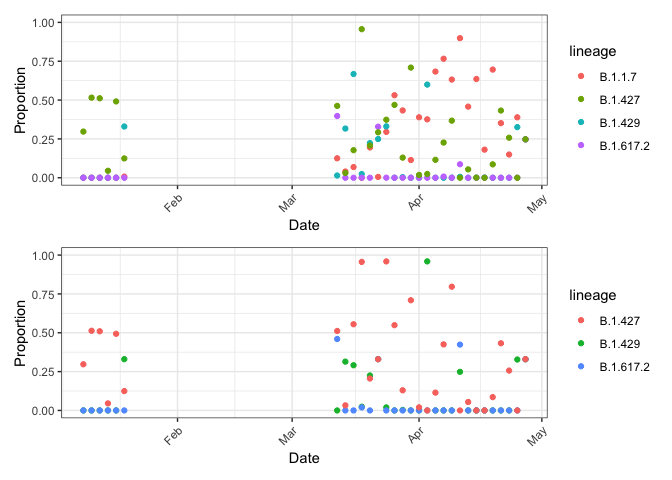 1.00
0.75
0.50
0.25
0.00
Proportion
Feb
Mar
Apr
May
Date
lineage
B.1.1.7
B.1.427
B.1.429
B.1.617.2
1.00
0.75
0.50
0.25
0.00
Proportion
Feb
Mar
Apr
May
Date
lineage
B.1.427
B.1.429
B.1.617.2